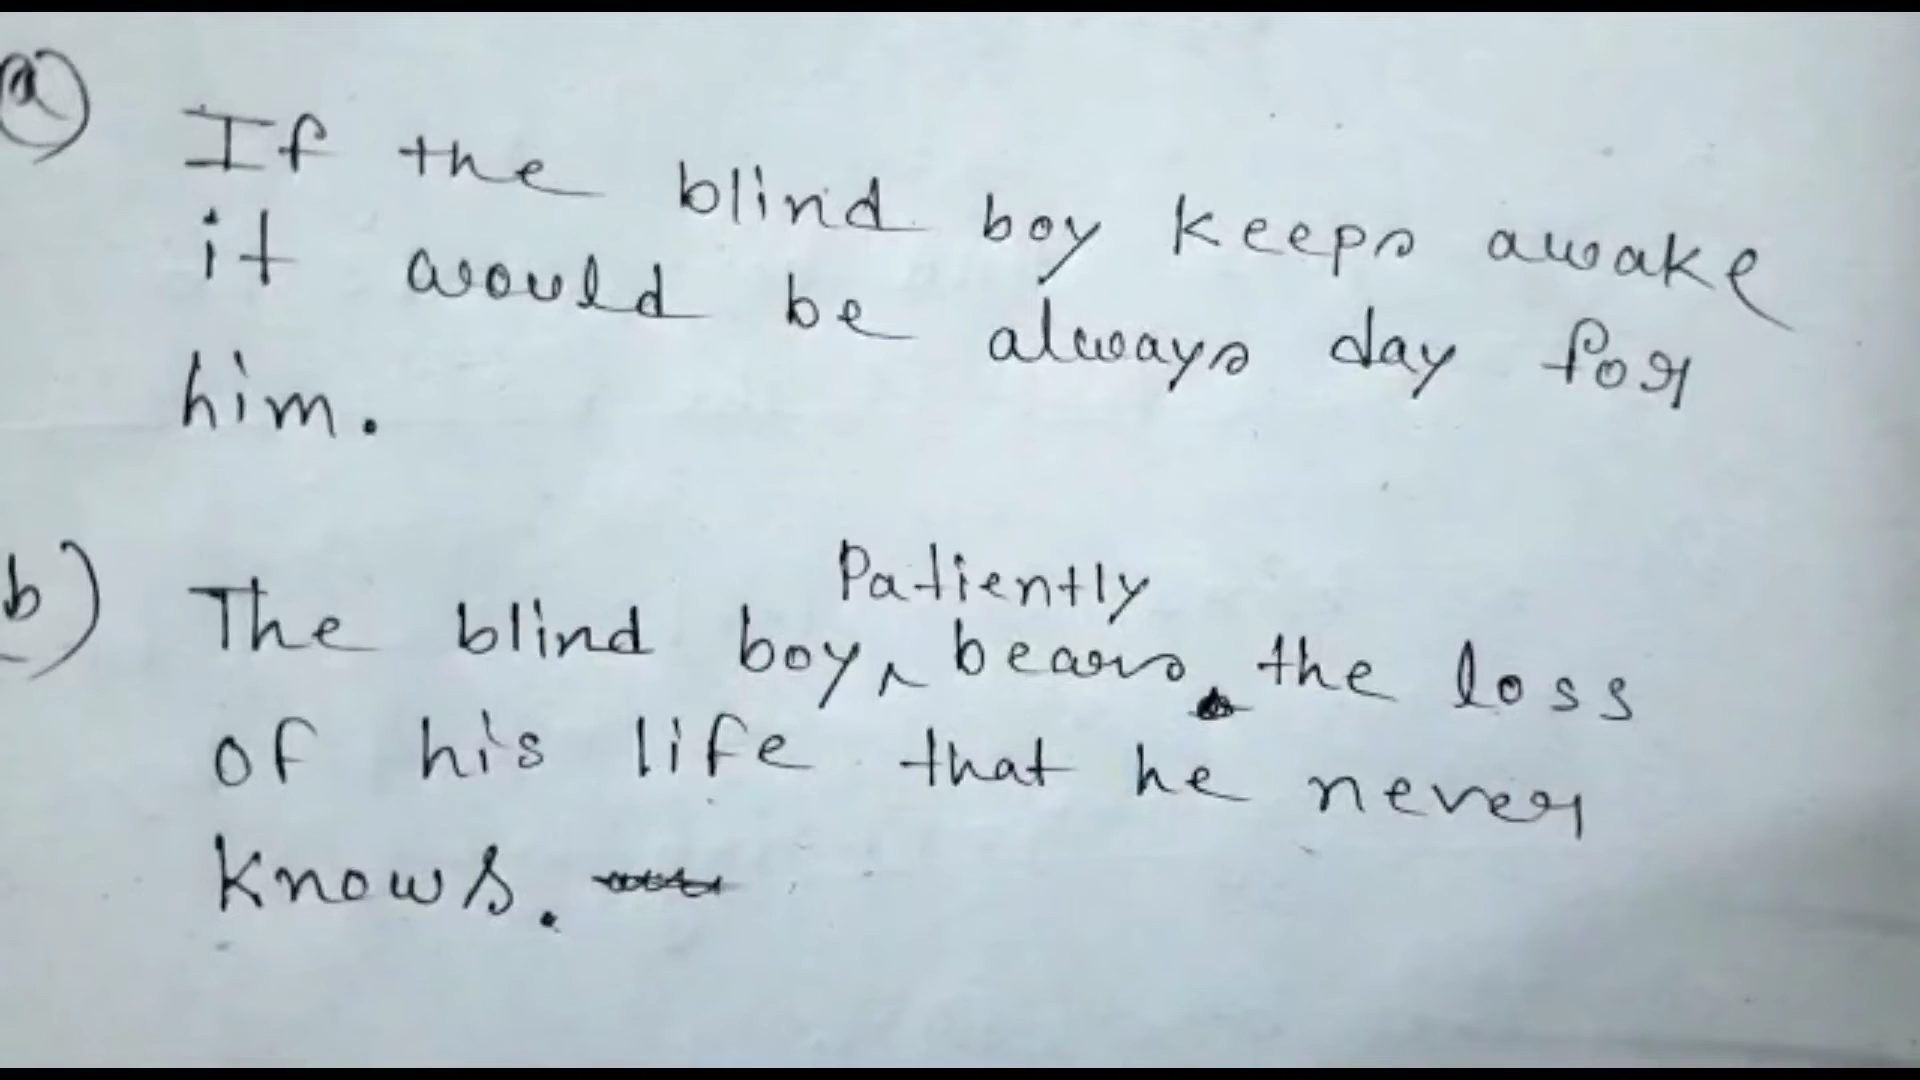 a) If the blind boy keeps awake
it would be always day for
him.
b) The blind boy Patiently bears the loss
of his life that he never
knows.